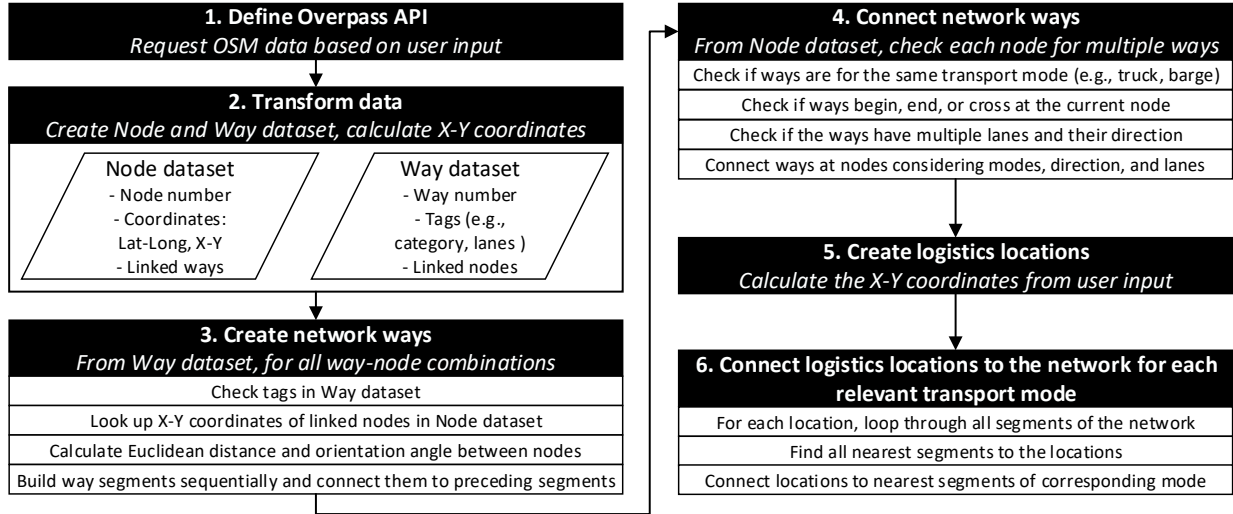 1. Define Overpass API
Request OSM data based on user input
2. Transform data
Create Node and Way dataset, calculate X-Y coordinates
Node dataset
- Node number
- Coordinates:
Lat-Long, X-Y
- Linked ways
Way dataset
- Way number
- Tags (e.g.,
category, lanes )
- Linked nodes
3. Create network ways
From Way dataset, for all way-node combinations
Check tags in Way dataset
Look up X-Y coordinates of linked nodes in Node dataset
Calculate Euclidean distance and orientation angle between nodes
Build way segments sequentially and connect them to preceding segments
4. Connect network ways
From Node dataset, check each node for multiple ways
Check if ways are for the same transport mode (e.g., truck, barge)
Check if ways begin, end, or cross at the current node
Check if the ways have multiple lanes and their direction
Connect ways at nodes considering modes, direction, and lanes
5. Create logistics locations
Calculate the X-Y coordinates from user input
6. Connect logistics locations to the network for each
relevant transport mode
For each location, loop through all segments of the network
Find all nearest segments to the locations
Connect locations to nearest segments of corresponding mode